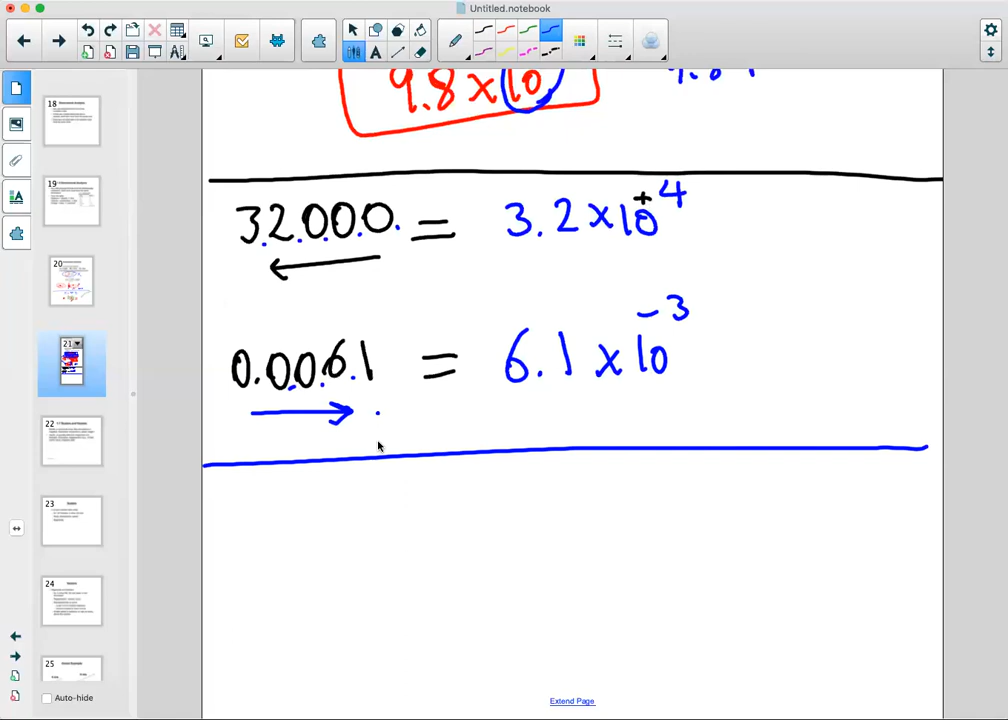 Untitled.notebook
9.8 × 10
32000. = 3.2 × 10⁺⁴
0.0061 = 6.1 × 10⁻³
18
19
20
21
22
23
24
25
Auto-hide
Extend Page